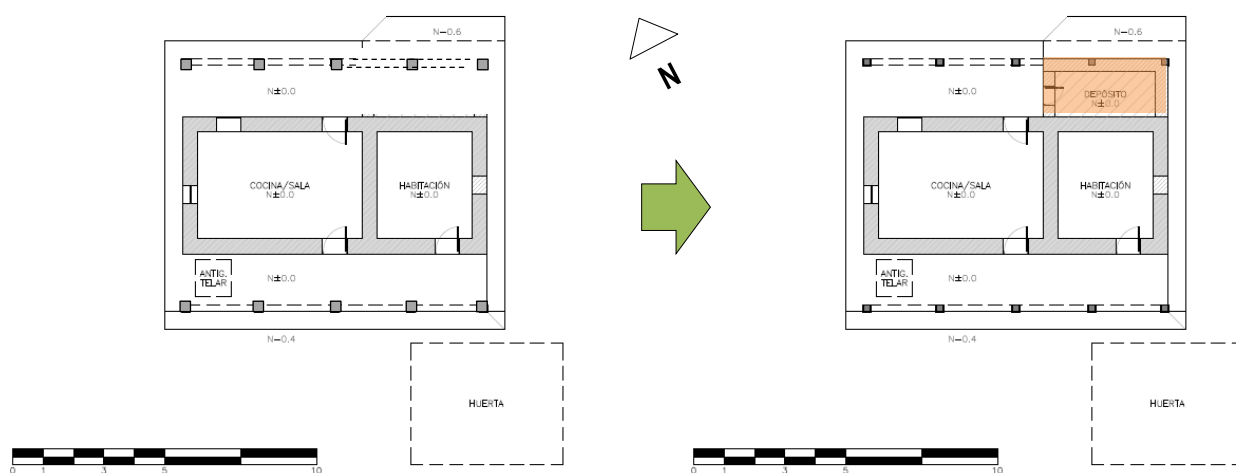 N−0.6
N±0.0
COCINA/SALA
N±0.0
HABITACIÓN
N±0.0
ANTIG.
TELAR
N±0.0
N−0.4
HUERTA
0 1 3 5 10
N
N−0.6
N±0.0
DEPÓSITO
N±0.0
COCINA/SALA
N±0.0
HABITACIÓN
N±0.0
ANTIG.
TELAR
N±0.0
N−0.4
HUERTA
0 1 3 5 10